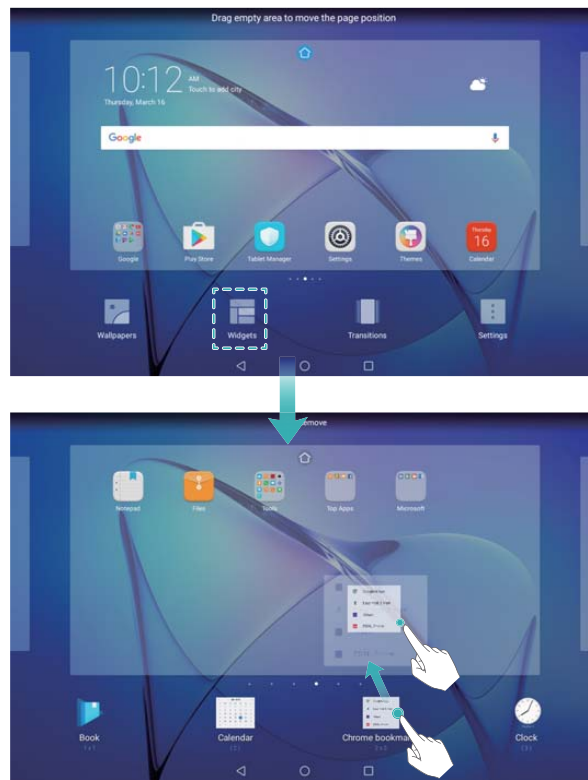 Drag empty area to move the page position
10:12 AM
Touch to add city
Thursday, March 16
Google
Google Play Store Tablet Manager Settings Themes Calendar
Thursday
16
Wallpapers Widgets Transitions Settings
emove
Notepad Files Tools Top Apps Microsoft
Book Calendar Chrome bookma Clock